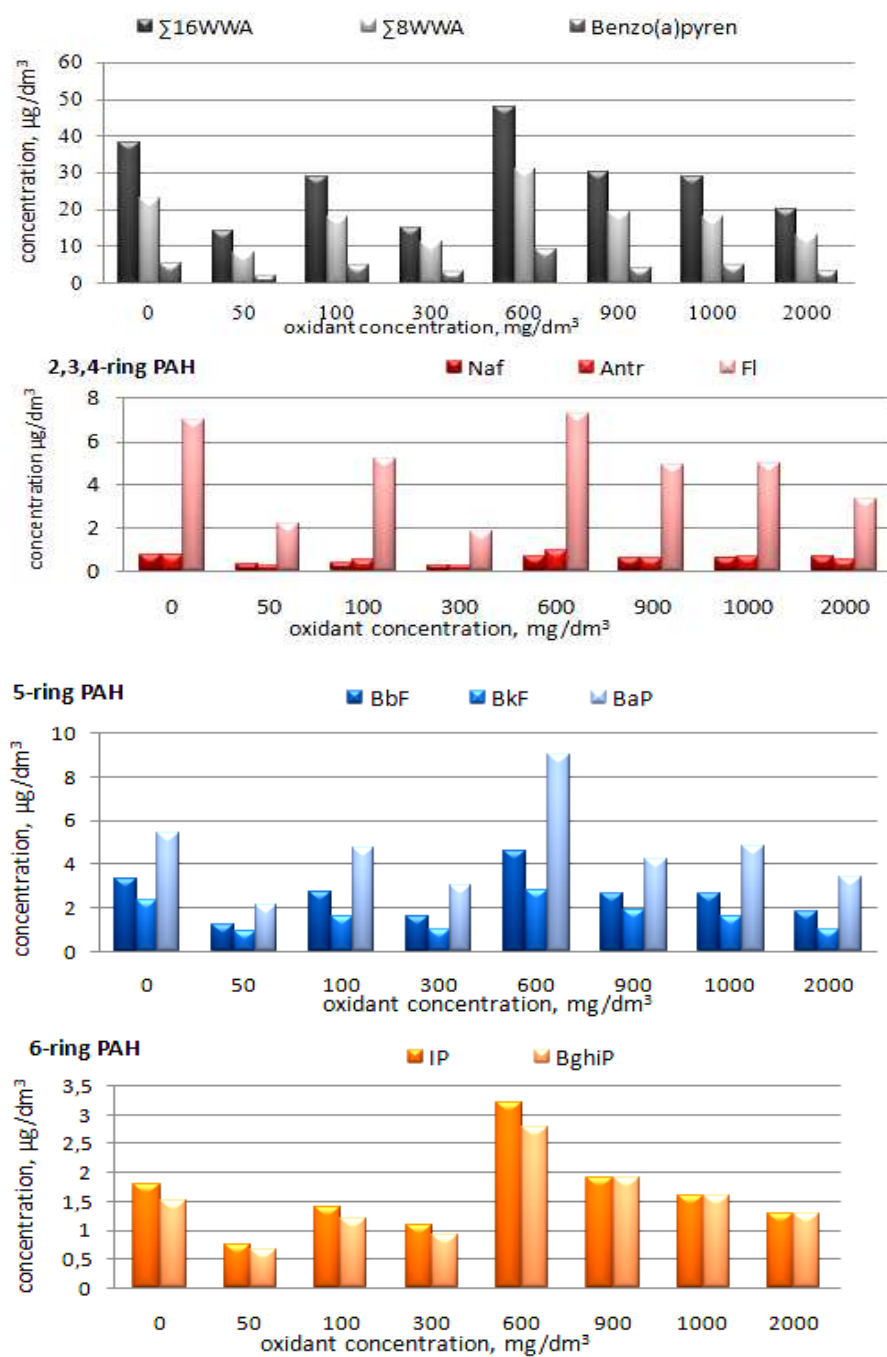 ∑16WWA ∑8WWA Benzo(a)pyren
concentration, µg/dm³
60
50
40
30
20
10
0
0 50 100 300 600 900 1000 2000
oxidant concentration, mg/dm³
2,3,4-ring PAH Naf Antr Fl
concentration µg/dm³
8
6
4
2
0
0 50 100 300 600 900 1000 2000
oxidant concentration, mg/dm³
5-ring PAH BbF BkF BaP
concentration, µg/dm³
10
8
6
4
2
0
0 50 100 300 600 900 1000 2000
oxidant concentration, mg/dm³
6-ring PAH IP BghiP
concentration, µg/dm³
3,5
3
2,5
2
1,5
1
0,5
0
0 50 100 300 600 900 1000 2000
oxidant concentration, mg/dm³